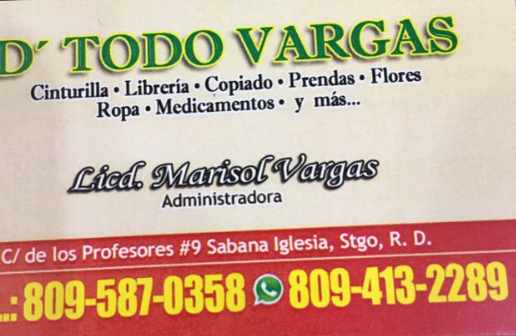 D´ TODO VARGAS
Cinturilla • Librería • Copiado • Prendas • Flores
Ropa • Medicamentos • y más...
Licd. Marisol Vargas
Administradora
C/ de los Profesores #9 Sabana Iglesia, Stgo, R. D.
.: 809-587-0358 809-413-2289